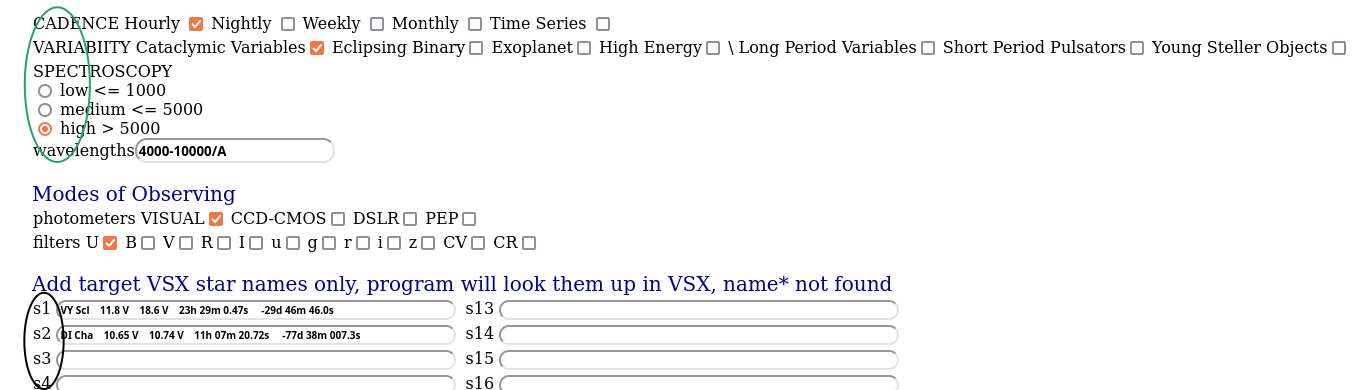 CADENCE Hourly Nightly Weekly Monthly Time Series
VARIABIITY Cataclymic Variables Eclipsing Binary Exoplanet High Energy \ Long Period Variables Short Period Pulsators Young Steller Objects
SPECTROSCOPY
low <= 1000
medium <= 5000
high > 5000
wavelengths 4000-10000/A
Modes of Observing
photometers VISUAL CCD-CMOS DSLR PEP
filters U B V R I u g r i z CV CR
Add target VSX star names only, program will look them up in VSX, name* not found
s1 VY Scl 11.8 V 18.6 V 23h 29m 0.47s -29d 46m 46.0s s13
s2 DI Cha 10.65 V 10.74 V 11h 07m 20.72s -77d 38m 007.3s s14
s3 s15
s4 s16